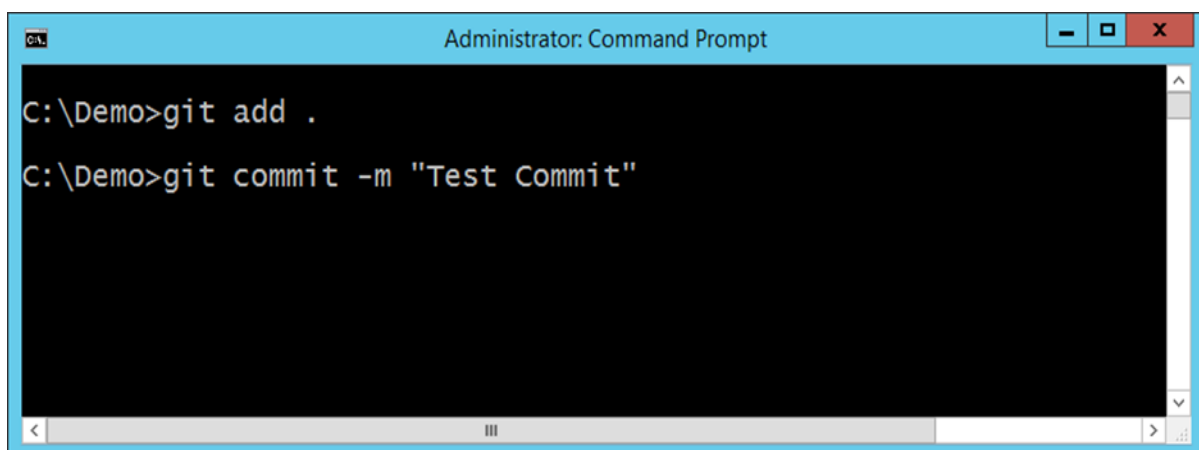 Administrator: Command Prompt
C:\Demo>git add .
C:\Demo>git commit -m "Test Commit"